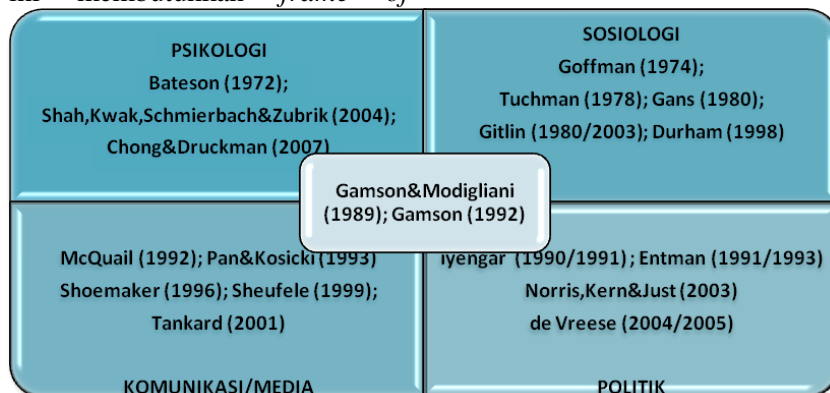 frame of
PSIKOLOGI
Bateson (1972);
Shah,Kwak,Schmierbach&Zubrik (2004);
Chong&Druckman (2007)
SOSIOLOGI
Goffman (1974);
Tuchman (1978); Gans (1980);
Gitlin (1980/2003); Durham (1998)
Gamson&Modigliani
(1989); Gamson (1992)
McQuail (1992); Pan&Kosicki (1993)
Shoemaker (1996); Sheufele (1999);
Tankard (2001)
KOMUNIKASI/MEDIA
Iyengar (1990/1991); Entman (1991/1993)
Norris,Kern&Just (2003)
de Vreese (2004/2005)
POLITIK